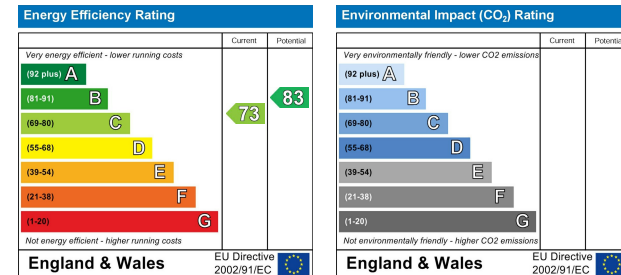 Energy Efficiency Rating
Current Potential
Very energy efficient - lower running costs
(92 plus) A
(81-91) B
83
(69-80) C
73
(55-68) D
(39-54) E
(21-38) F
(1-20) G
Not energy efficient - higher running costs
England & Wales
EU Directive
2002/91/EC
Environmental Impact (CO₂) Rating
Current Potentia
Very environmentally friendly - lower CO2 emissions
(92 plus) A
(81-91) B
(69-80) C
(55-68) D
(39-54) E
(21-38) F
(1-20) G
Not environmentally friendly - higher CO2 emissions
England & Wales
EU Directive
2002/91/EC